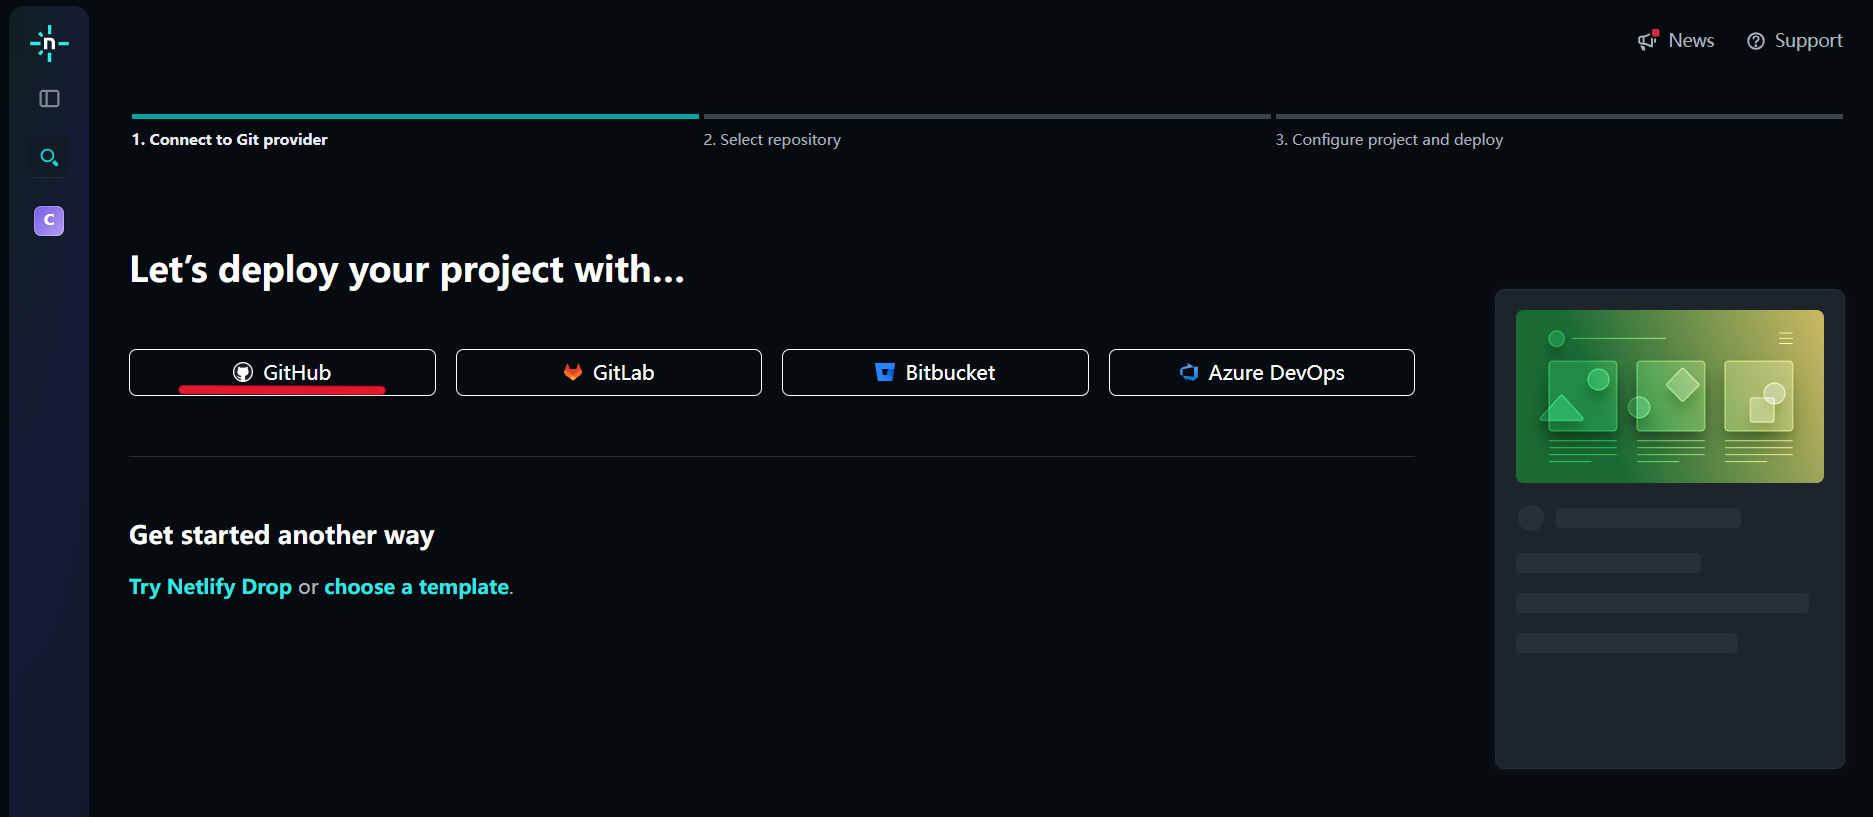 n
News
Support
1. Connect to Git provider
2. Select repository
3. Configure project and deploy
C
Let’s deploy your project with…
GitHub
GitLab
Bitbucket
Azure DevOps
Get started another way
Try Netlify Drop or choose a template.